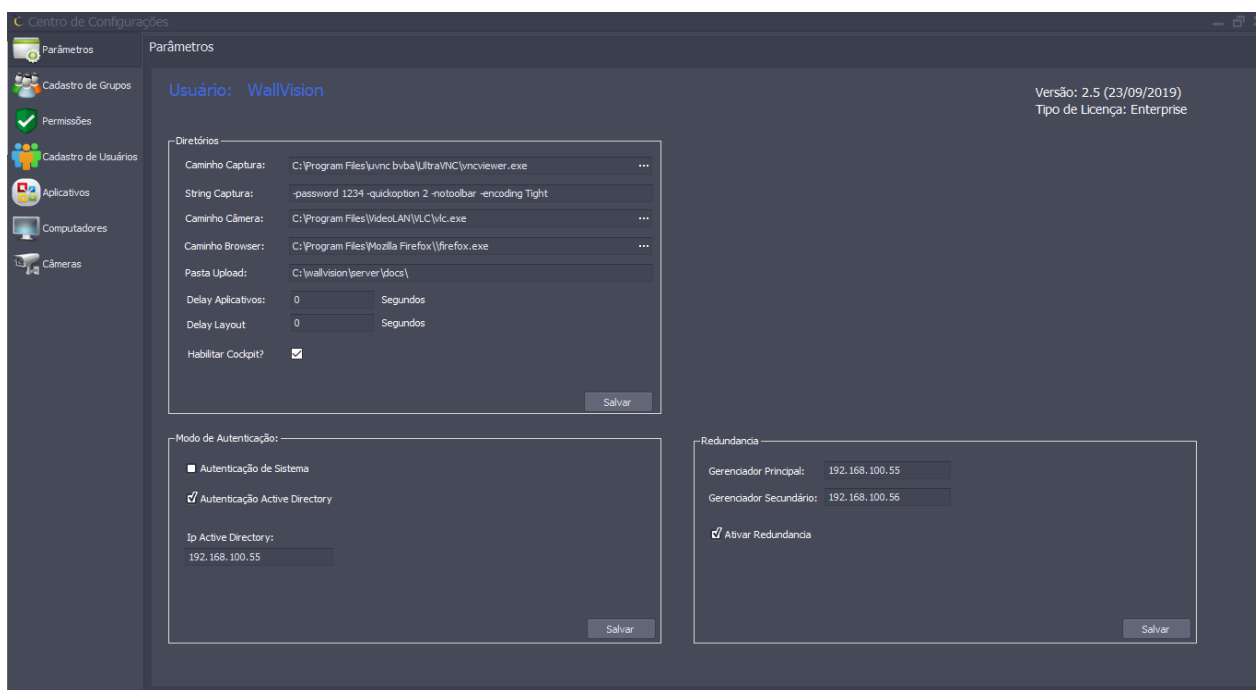 Centro de Configurações
Parâmetros
Cadastro de Grupos
Permissões
Cadastro de Usuários
Aplicativos
Computadores
Câmeras
Parâmetros
Usuário: WallVision
Versão: 2.5 (23/09/2019)
Tipo de Licença: Enterprise
Diretórios
Caminho Captura: C:\Program Files\uvnc bvba\UltraVNC\vncviewer.exe ...
String Captura: -password 1234 -quickoption 2 -notoolbar -encoding Tight
Caminho Câmera: C:\Program Files\VideoLAN\VLC\vlc.exe ...
Caminho Browser: C:\Program Files\Mozilla Firefox\\firefox.exe ...
Pasta Upload: C:\wallvision\server\docs\
Delay Aplicativos: 0 Segundos
Delay Layout 0 Segundos
Habilitar Cockpit?
Salvar
Modo de Autenticação:
Autenticação de Sistema
Autenticação Active Directory
Ip Active Directory:
192.168.100.55
Salvar
Redundancia
Gerenciador Principal: 192.168.100.55
Gerenciador Secundário: 192.168.100.56
Ativar Redundancia
Salvar